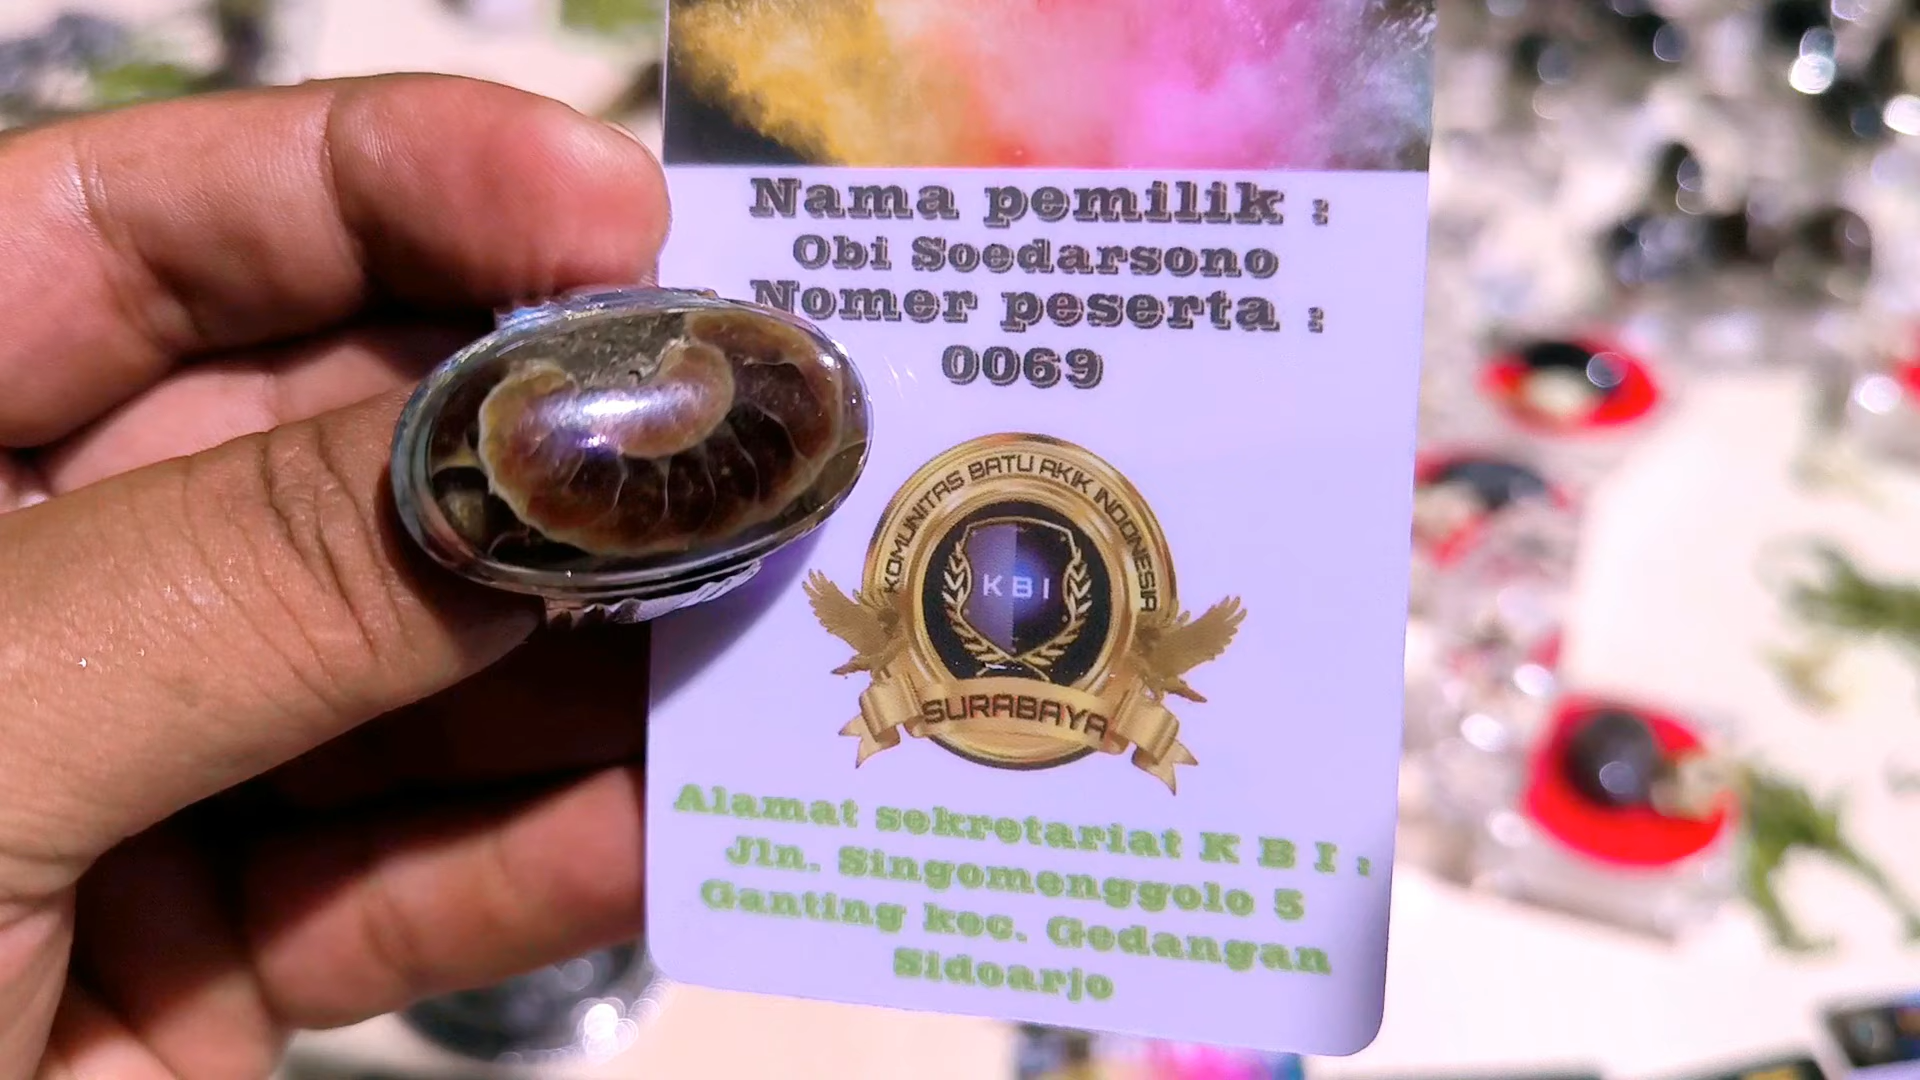 Nama pemilik :
Obi Soedarsono
Nomer peserta :
0069
KOMUNITAS BATU AKIK INDONESIA
KBI
SURABAYA
Alamat sekretariat K B I :
Jln. Singomenggolo 5
Ganting kec. Gedangan
Sidoarjo